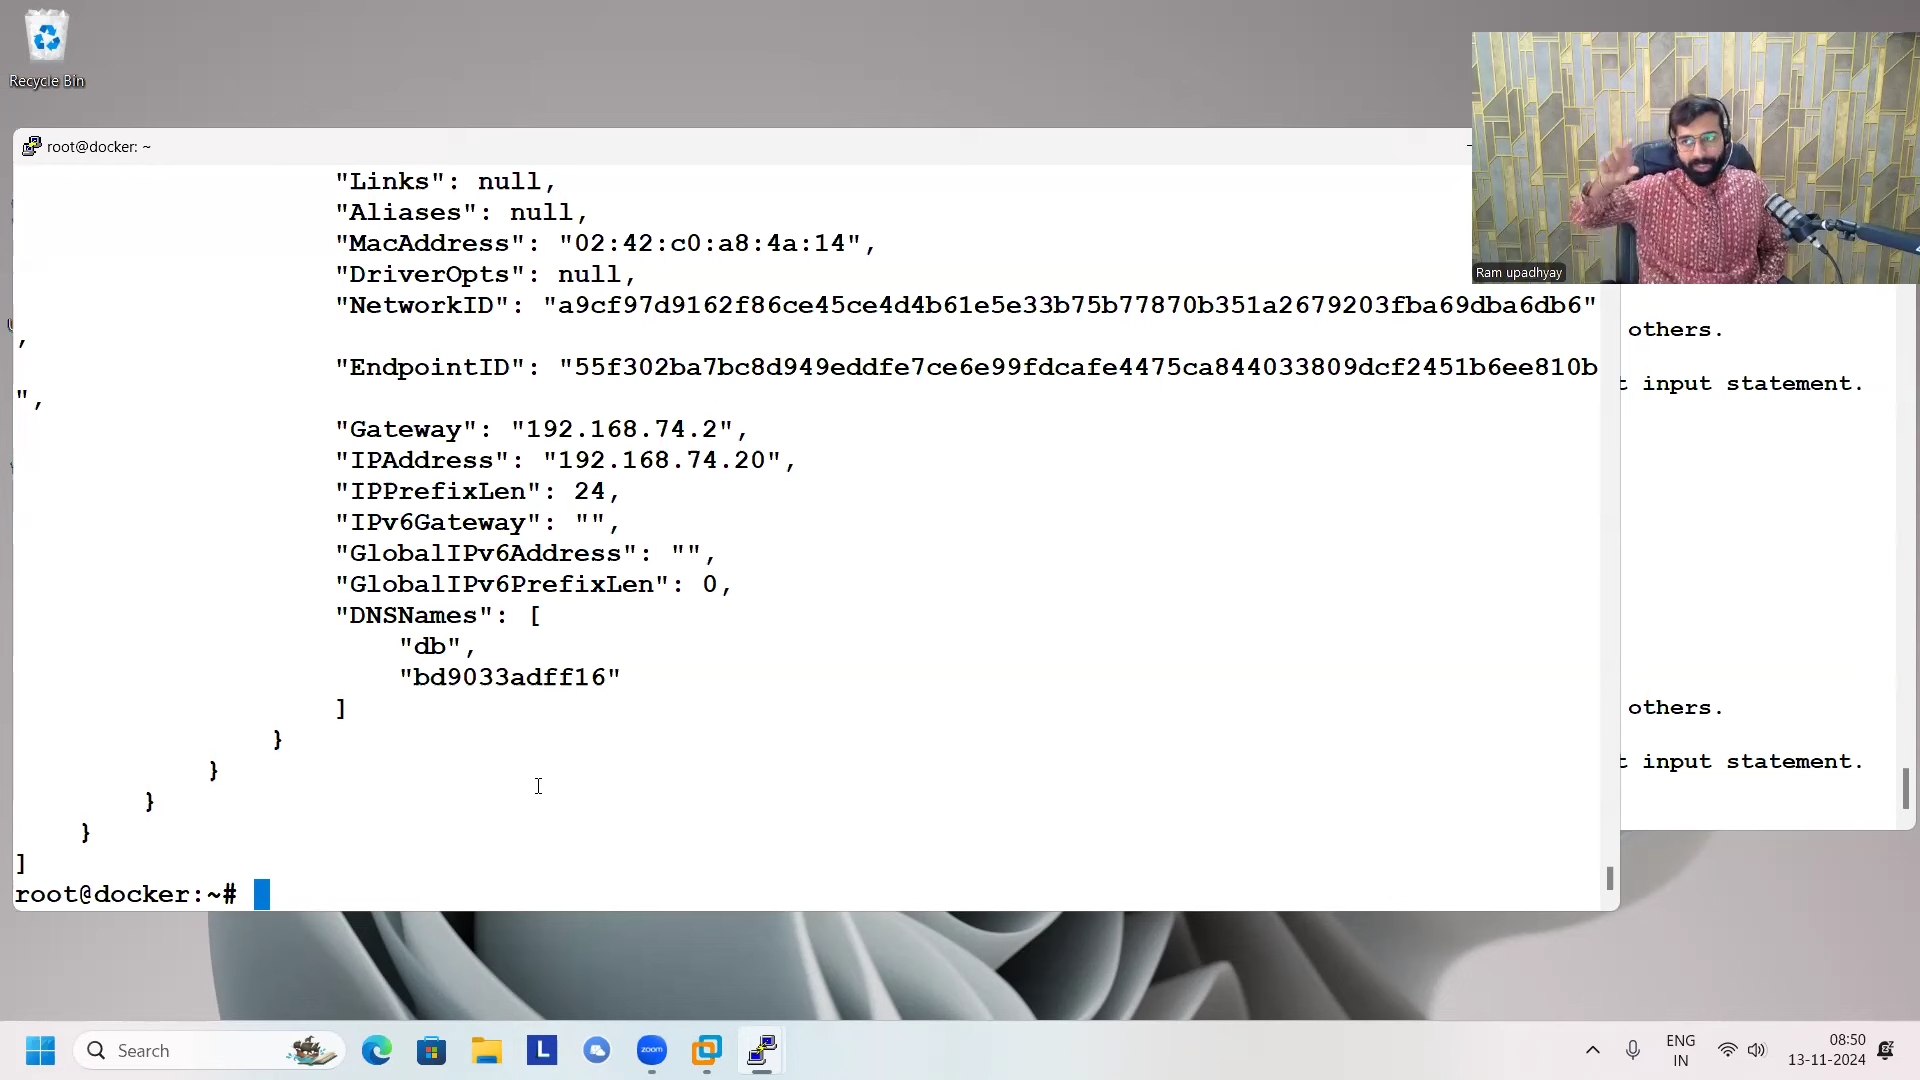 Recycle Bin
root@docker: ~
"Links": null,
"Aliases": null,
"MacAddress": "02:42:c0:a8:4a:14",
"DriverOpts": null,
"NetworkID": "a9cf97d9162f86ce45ce4d4b61e5e33b75b77870b351a2679203fba69dba6db6"
,
"EndpointID": "55f302ba7bc8d949eddfe7ce6e99fdcafe4475ca844033809dcf2451b6ee810b
",
"Gateway": "192.168.74.2",
"IPAddress": "192.168.74.20",
"IPPrefixLen": 24,
"IPv6Gateway": "",
"GlobalIPv6Address": "",
"GlobalIPv6PrefixLen": 0,
"DNSNames": [
"db",
"bd9033adff16"
]
}
}
}
}
]
root@docker:~#
Ram upadhyay
others.
t input statement.
others.
t input statement.
Search
L
zoom
ENG
IN
08:50
13-11-2024